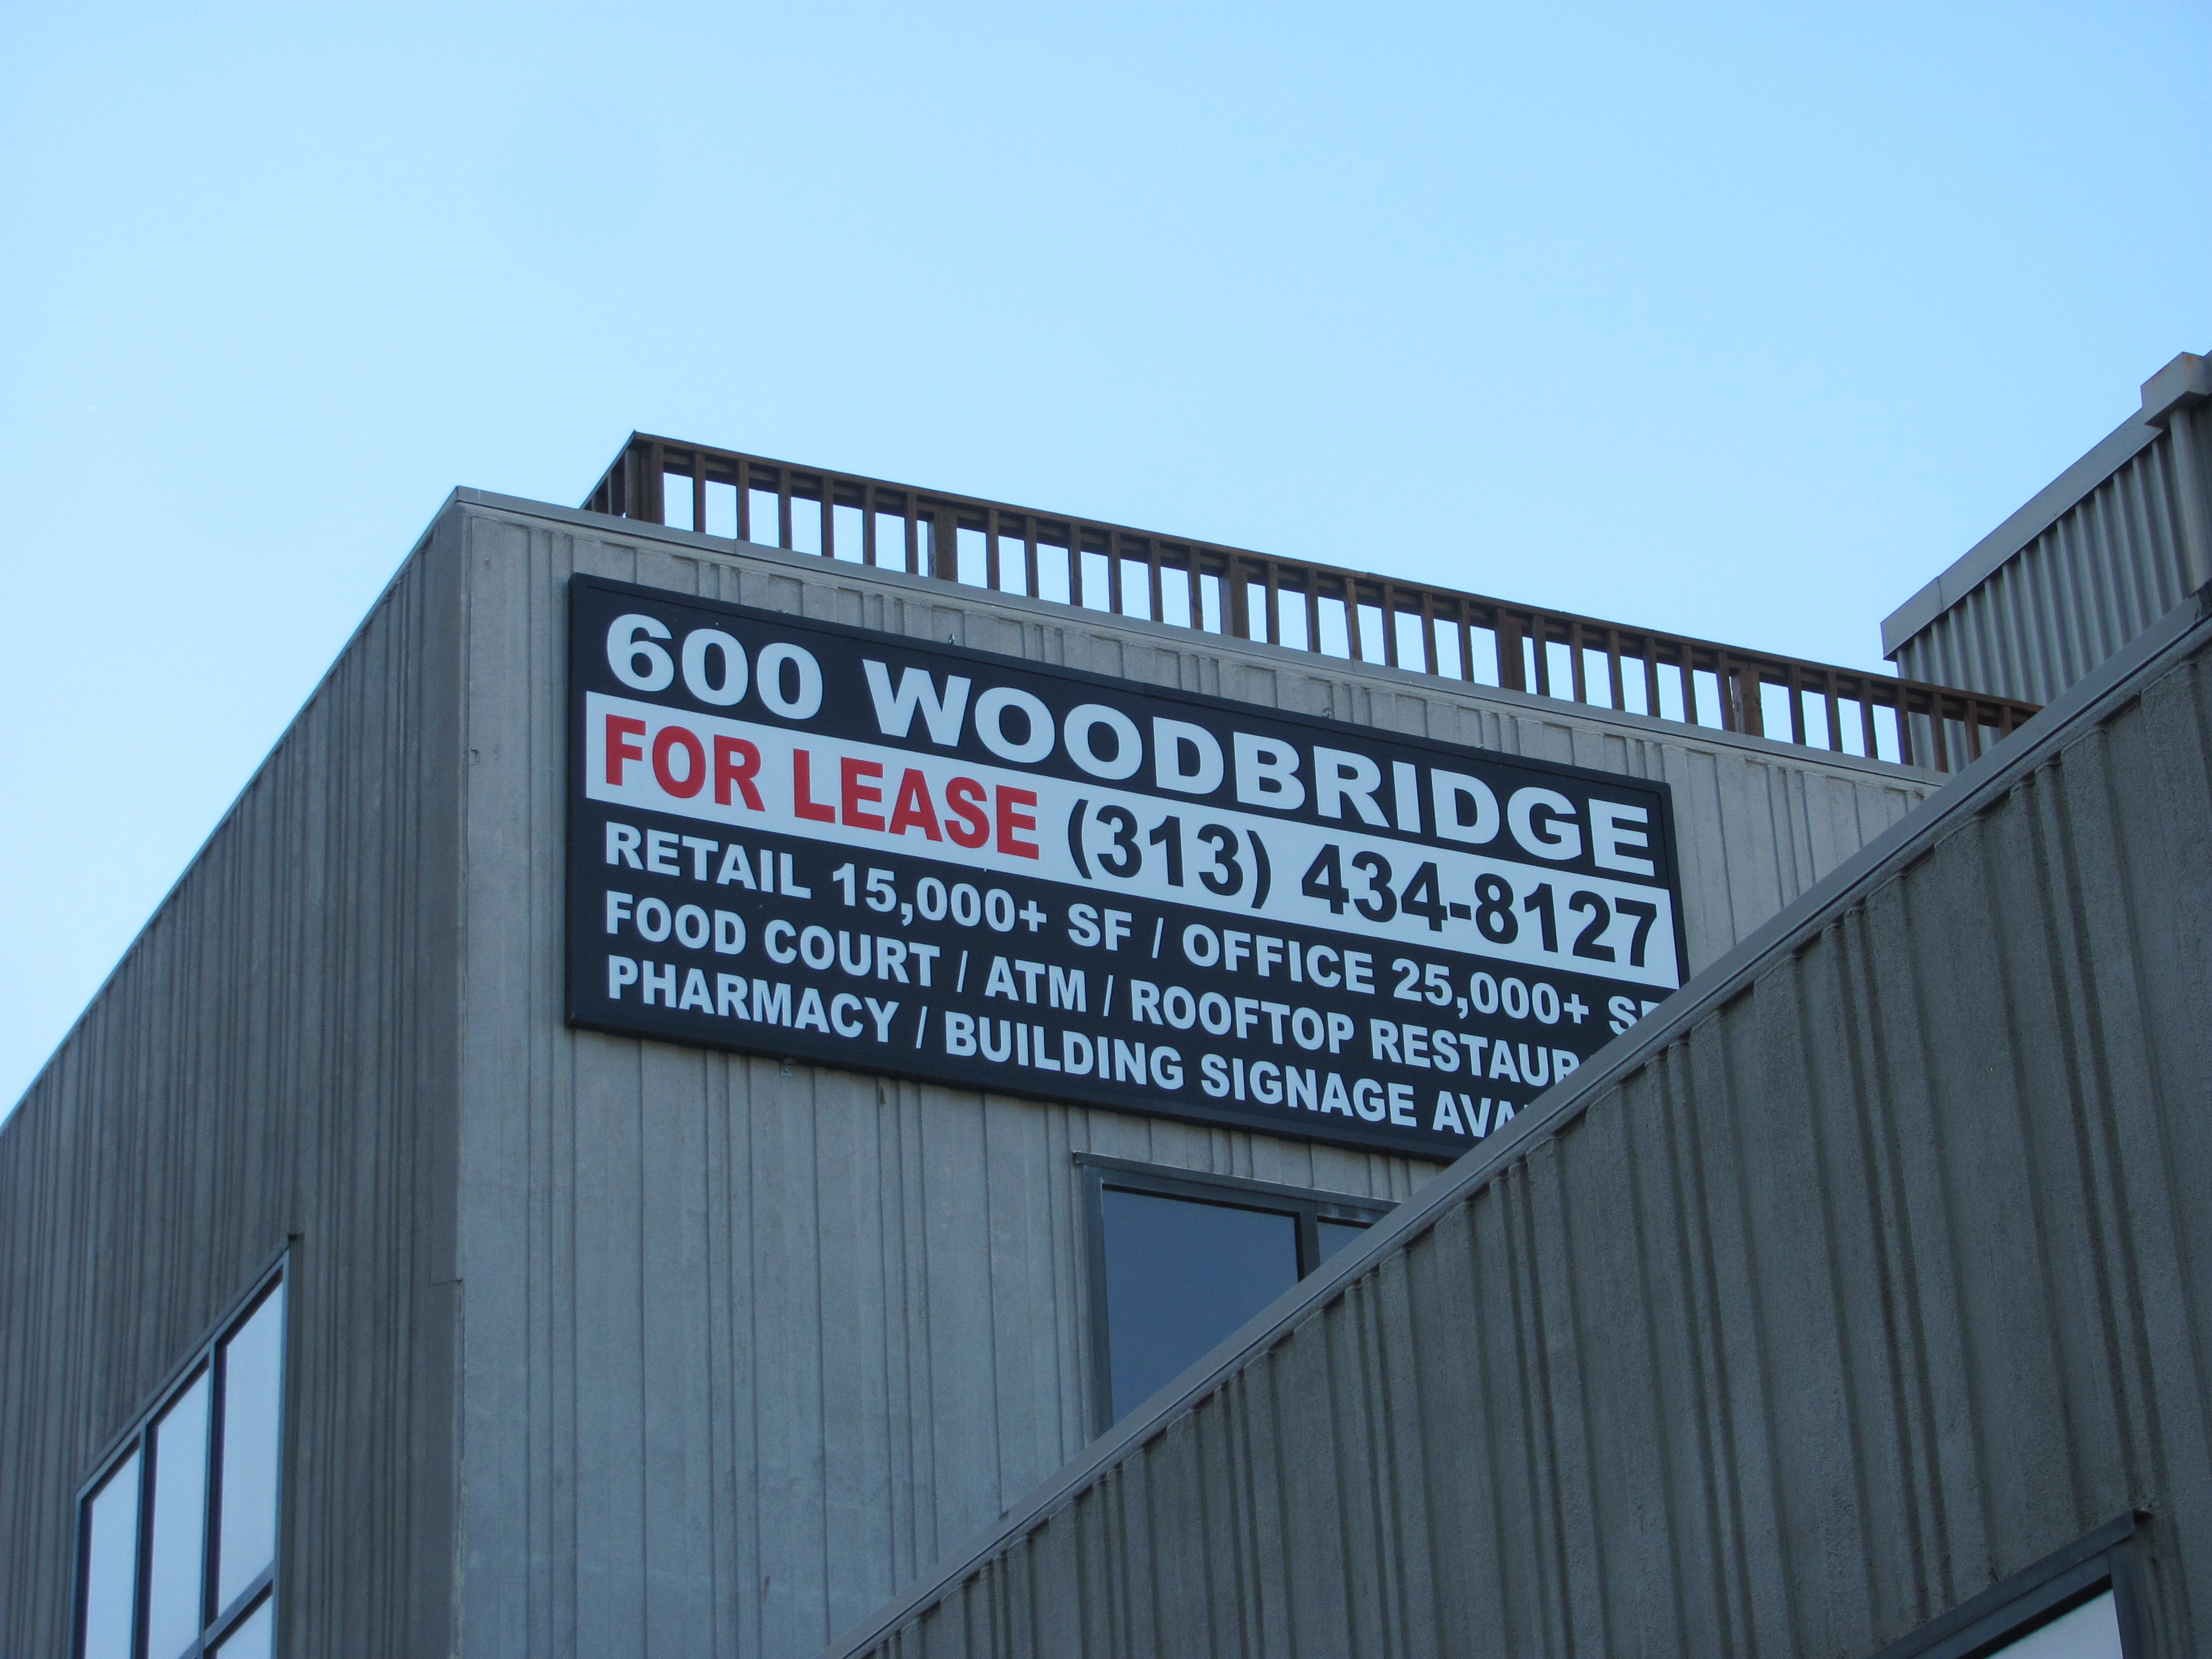 600 WOODBRIDGE
FOR LEASE (313) 434-8127
RETAIL 15,000+ SF / OFFICE 25,000+ SF
FOOD COURT / ATM / ROOFTOP
PHARMACY / BUILDING SIGNAGE